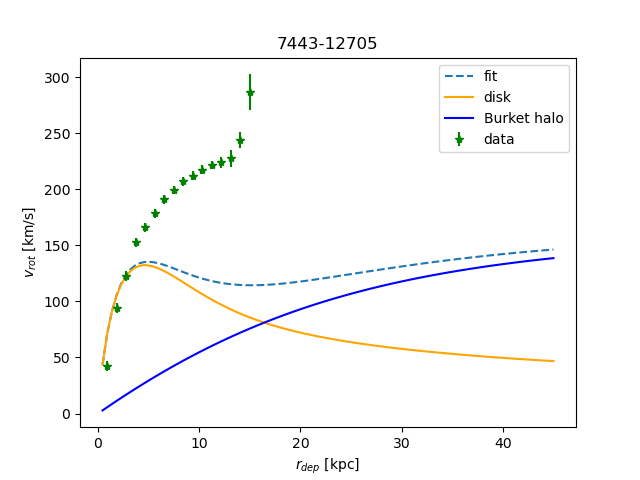 7443-12705
300
250
200
150
100
50
0
v_rot [km/s]
fit
disk
Burket halo
data
0 10 20 30 40
r_dep [kpc]